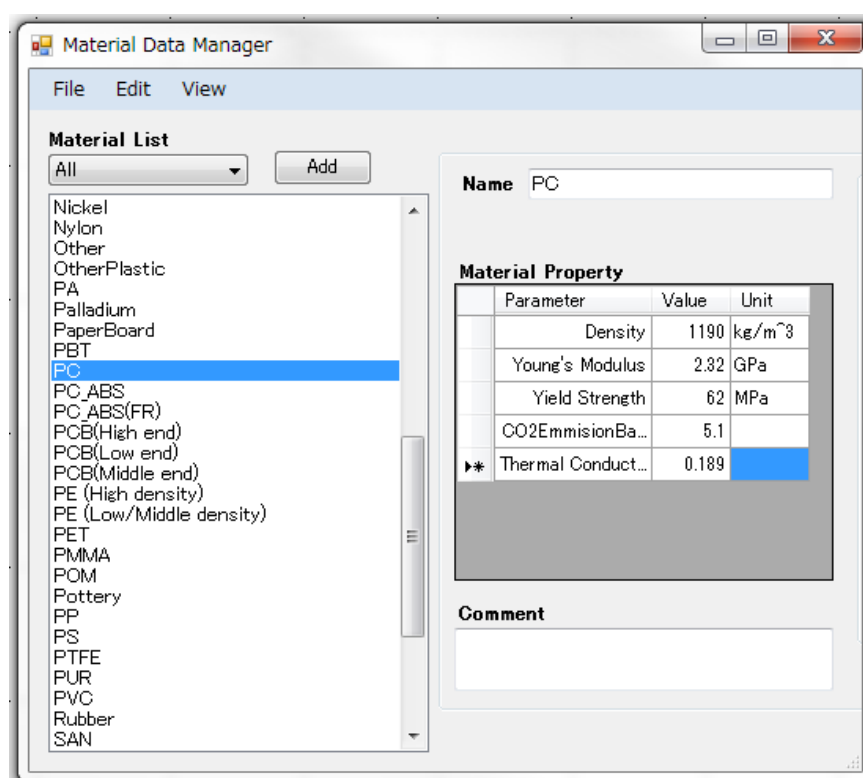 Material Data Manager
File Edit View
Material List
All
Add
Nickel
Nylon
Other
OtherPlastic
PA
Palladium
PaperBoard
PBT
PC
PC_ABS
PC_ABS(FR)
PCB(High end)
PCB(Low end)
PCB(Middle end)
PE (High density)
PE (Low/Middle density)
PET
PMMA
POM
Pottery
PP
PS
PTFE
PUR
PVC
Rubber
SAN
Name PC
Material Property
Parameter Value Unit
Density 1190 kg/m^3
Young's Modulus 2.32 GPa
Yield Strength 62 MPa
CO2EmmisionBa... 5.1
Thermal Conduct... 0.189
Comment